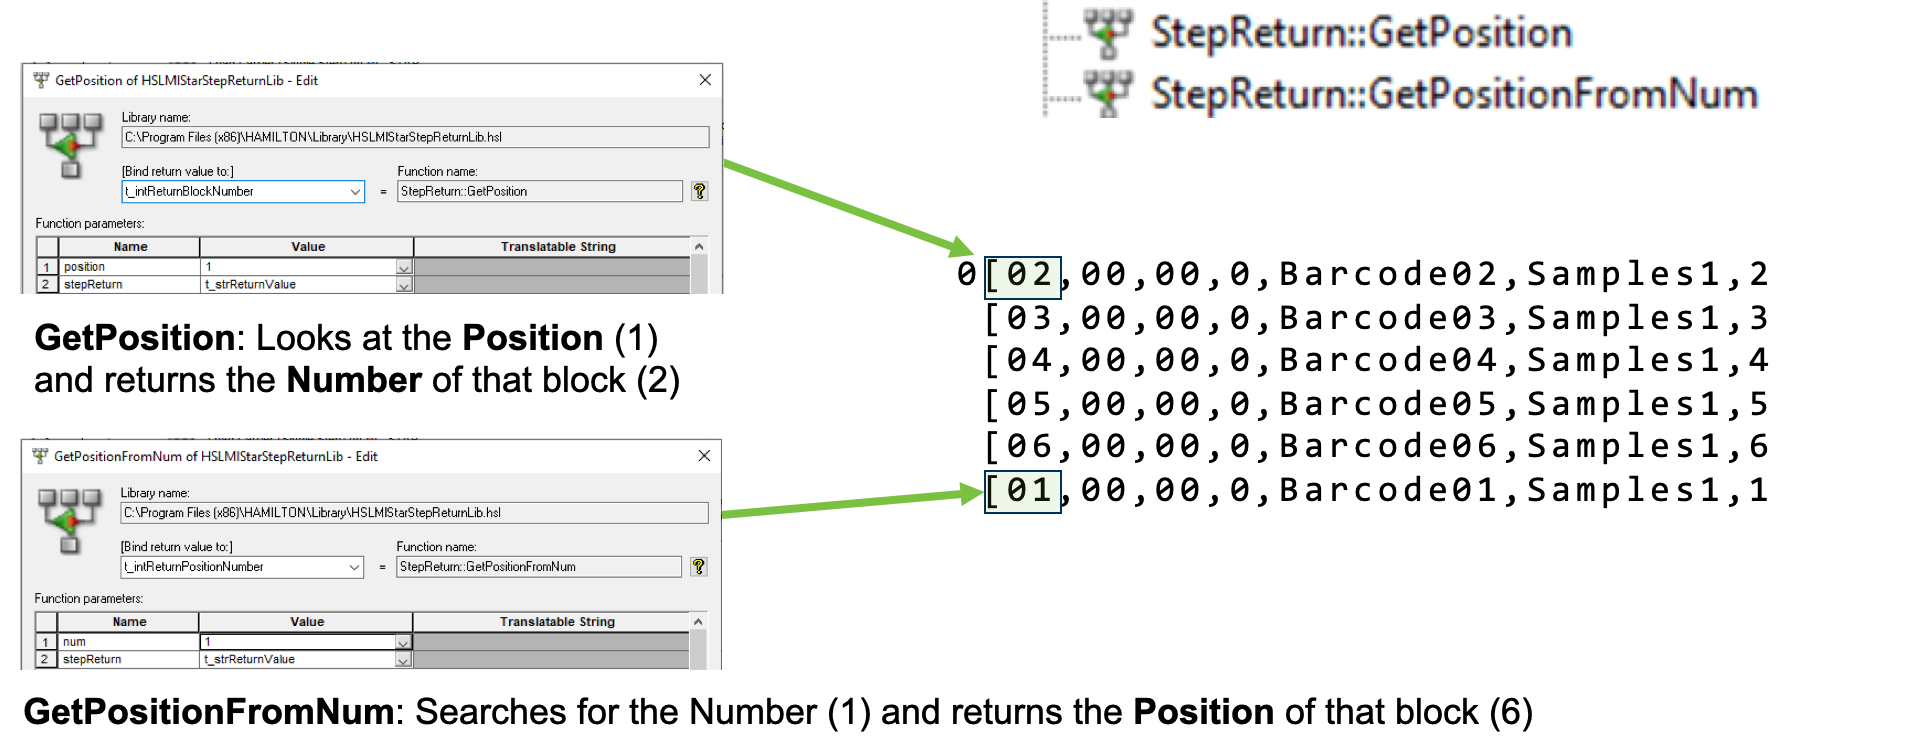 StepReturn::GetPosition
StepReturn::GetPositionFromNum
GetPosition of HSLMlStarStepReturnLib - Edit
Library name:
C:\Program Files (x86)\HAMILTON\Library\HSLMlStarStepReturnLib.hsl
[Bind return value to:] Function name:
t_intReturnBlockNumber = StepReturn::GetPosition ?
Function parameters:
Name Value Translatable String
1 position 1
2 stepReturn t_strReturnValue
GetPosition: Looks at the Position (1)
and returns the Number of that block (2)
0[02,00,00,0,Barcode02,Samples1,2
[03,00,00,0,Barcode03,Samples1,3
[04,00,00,0,Barcode04,Samples1,4
[05,00,00,0,Barcode05,Samples1,5
[06,00,00,0,Barcode06,Samples1,6
[01,00,00,0,Barcode01,Samples1,1
GetPositionFromNum of HSLMlStarStepReturnLib - Edit
Library name:
C:\Program Files (x86)\HAMILTON\Library\HSLMlStarStepReturnLib.hsl
[Bind return value to:] Function name:
t_intReturnPositionNumber = StepReturn::GetPositionFromNum ?
Function parameters:
Name Value Translatable String
1 num 1
2 stepReturn t_strReturnValue
GetPositionFromNum: Searches for the Number (1) and returns the Position of that block (6)